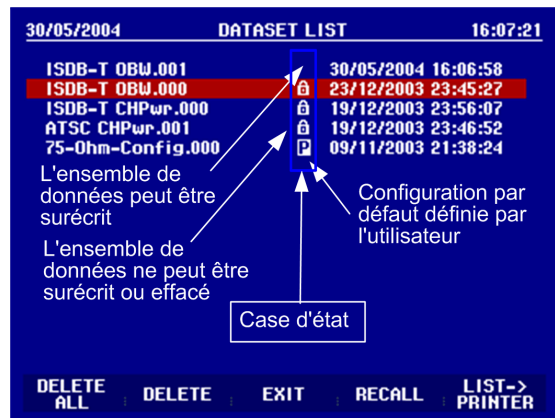 30/05/2004 DATASET LIST 16:07:21
ISDB-T OBW.001 30/05/2004 16:06:58
ISDB-T OBW.000 23/12/2003 23:45:27
ISDB-T CHPwr.000 19/12/2003 23:56:07
ATSC CHPwr.001 19/12/2003 23:46:52
75-Ohm-Config.000 P 09/11/2003 21:38:24
L'ensemble de
données peut être
surécrit
Configuration par
défaut définie par
l'utilisateur
L'ensemble de
données ne peut être
surécrit ou effacé
Case d'état
DELETE ALL DELETE EXIT RECALL LIST-> PRINTER